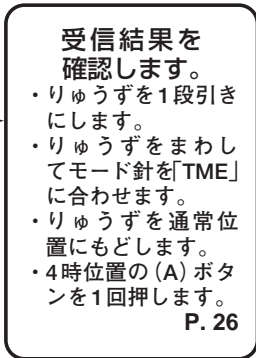 受信結果を
確認します。
・りゅうずを1段引き
にします。
・りゅうずをまわし
てモード針を「TME」
に合わせます。
・りゅうずを通常位
置にもどします。
・4時位置の(A)ボタ
ンを1回押します。
P. 26